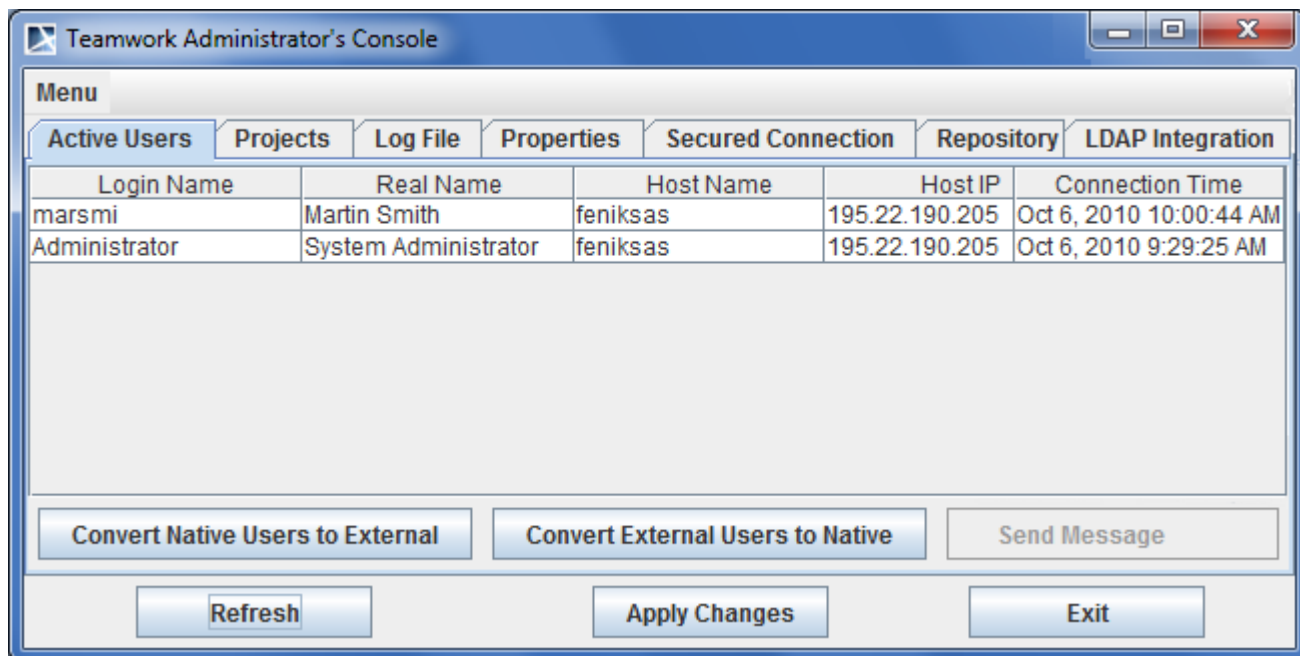 Teamwork Administrator's Console
Menu
Active Users Projects Log File Properties Secured Connection Repository LDAP Integration
Login Name Real Name Host Name Host IP Connection Time
marsmi Martin Smith feniksas 195.22.190.205 Oct 6, 2010 10:00:44 AM
Administrator System Administrator feniksas 195.22.190.205 Oct 6, 2010 9:29:25 AM
Convert Native Users to External Convert External Users to Native Send Message
Refresh Apply Changes Exit